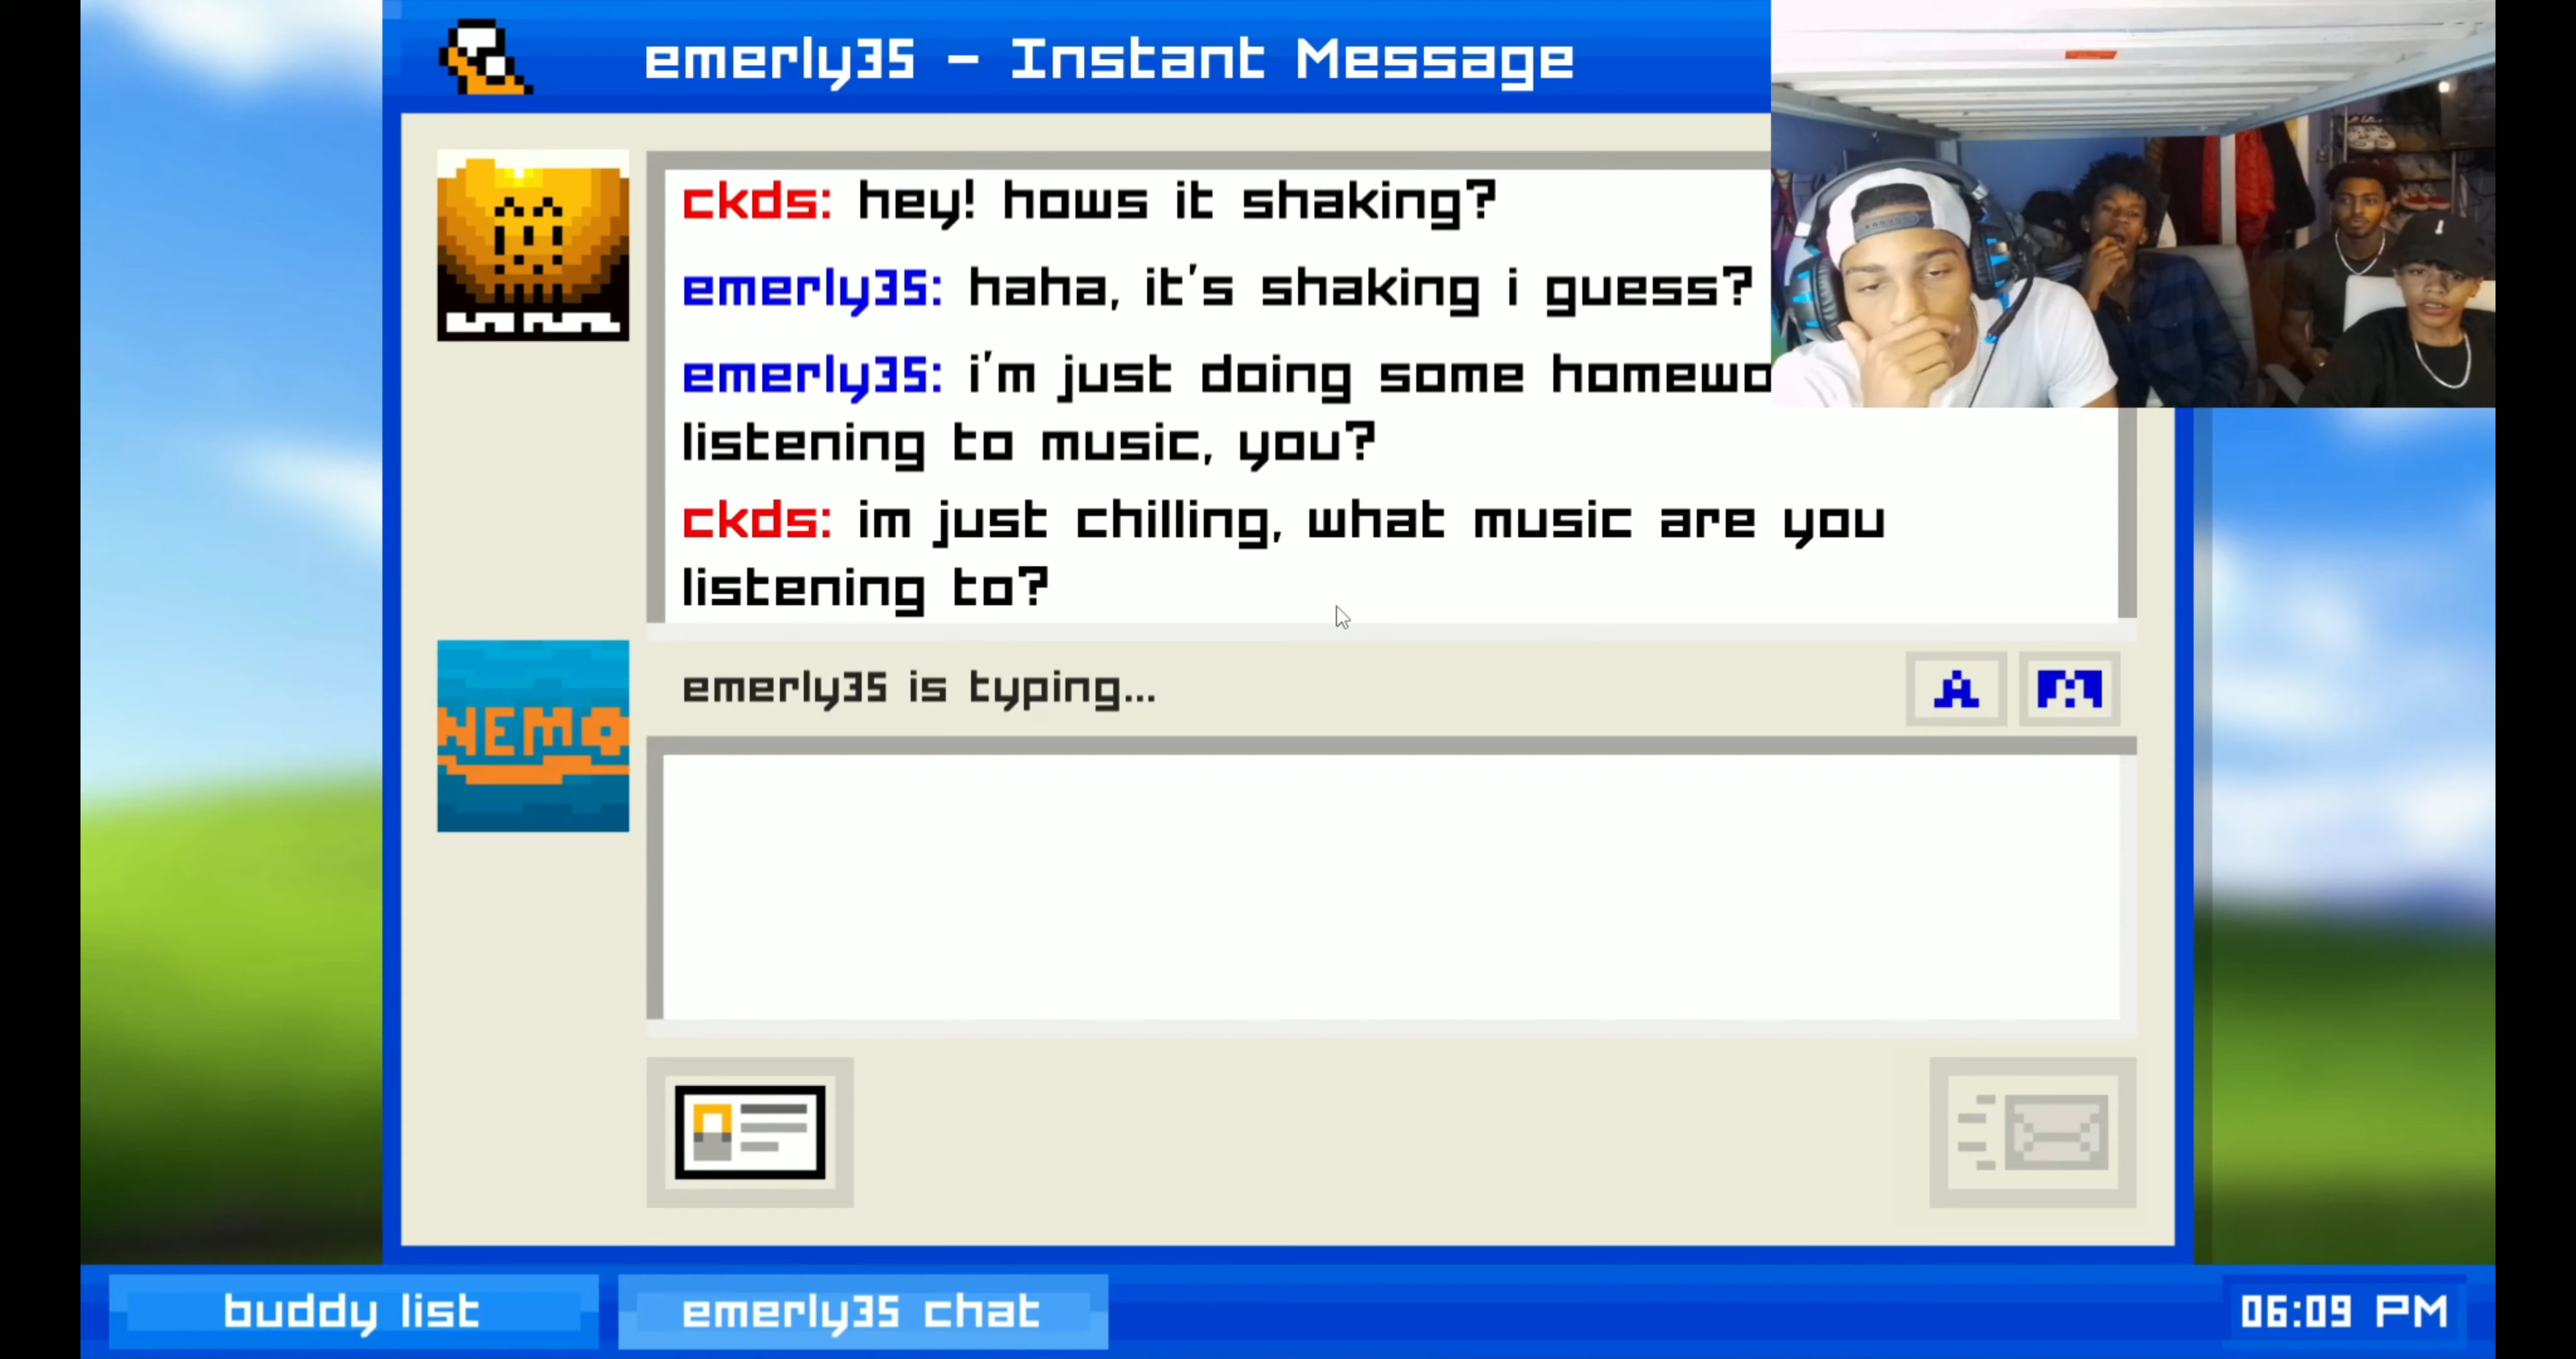 emerly35 - Instant Message
ckds: hey! hows it shaking?
emerly35: haha, it's shaking i guess?
emerly35: i'm just doing some homewo
listening to music, you?
ckds: im just chilling, what music are you
listening to?
NEMO
emerly35 is typing...
A
buddy list
emerly35 chat
06:09 PM